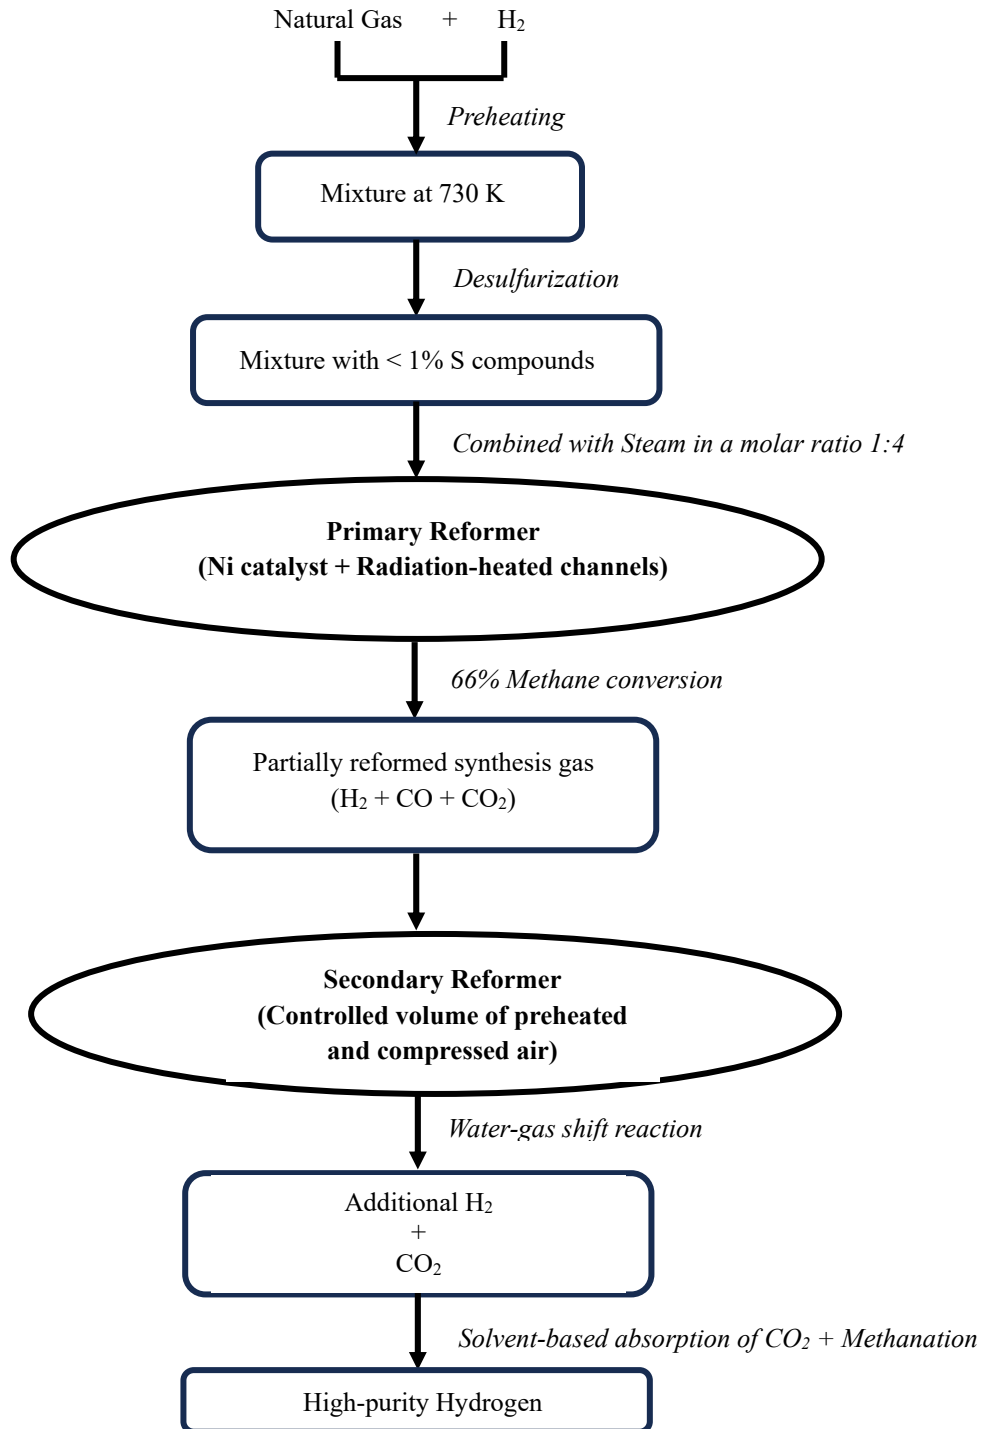 Natural Gas + H₂
Preheating
Mixture at 730 K
Desulfurization
Mixture with < 1% S compounds
Combined with Steam in a molar ratio 1:4
Primary Reformer
(Ni catalyst + Radiation-heated channels)
66% Methane conversion
Partially reformed synthesis gas
(H₂ + CO + CO₂)
Secondary Reformer
(Controlled volume of preheated
and compressed air)
Water-gas shift reaction
Additional H₂
+
CO₂
Solvent-based absorption of CO₂ + Methanation
High-purity Hydrogen